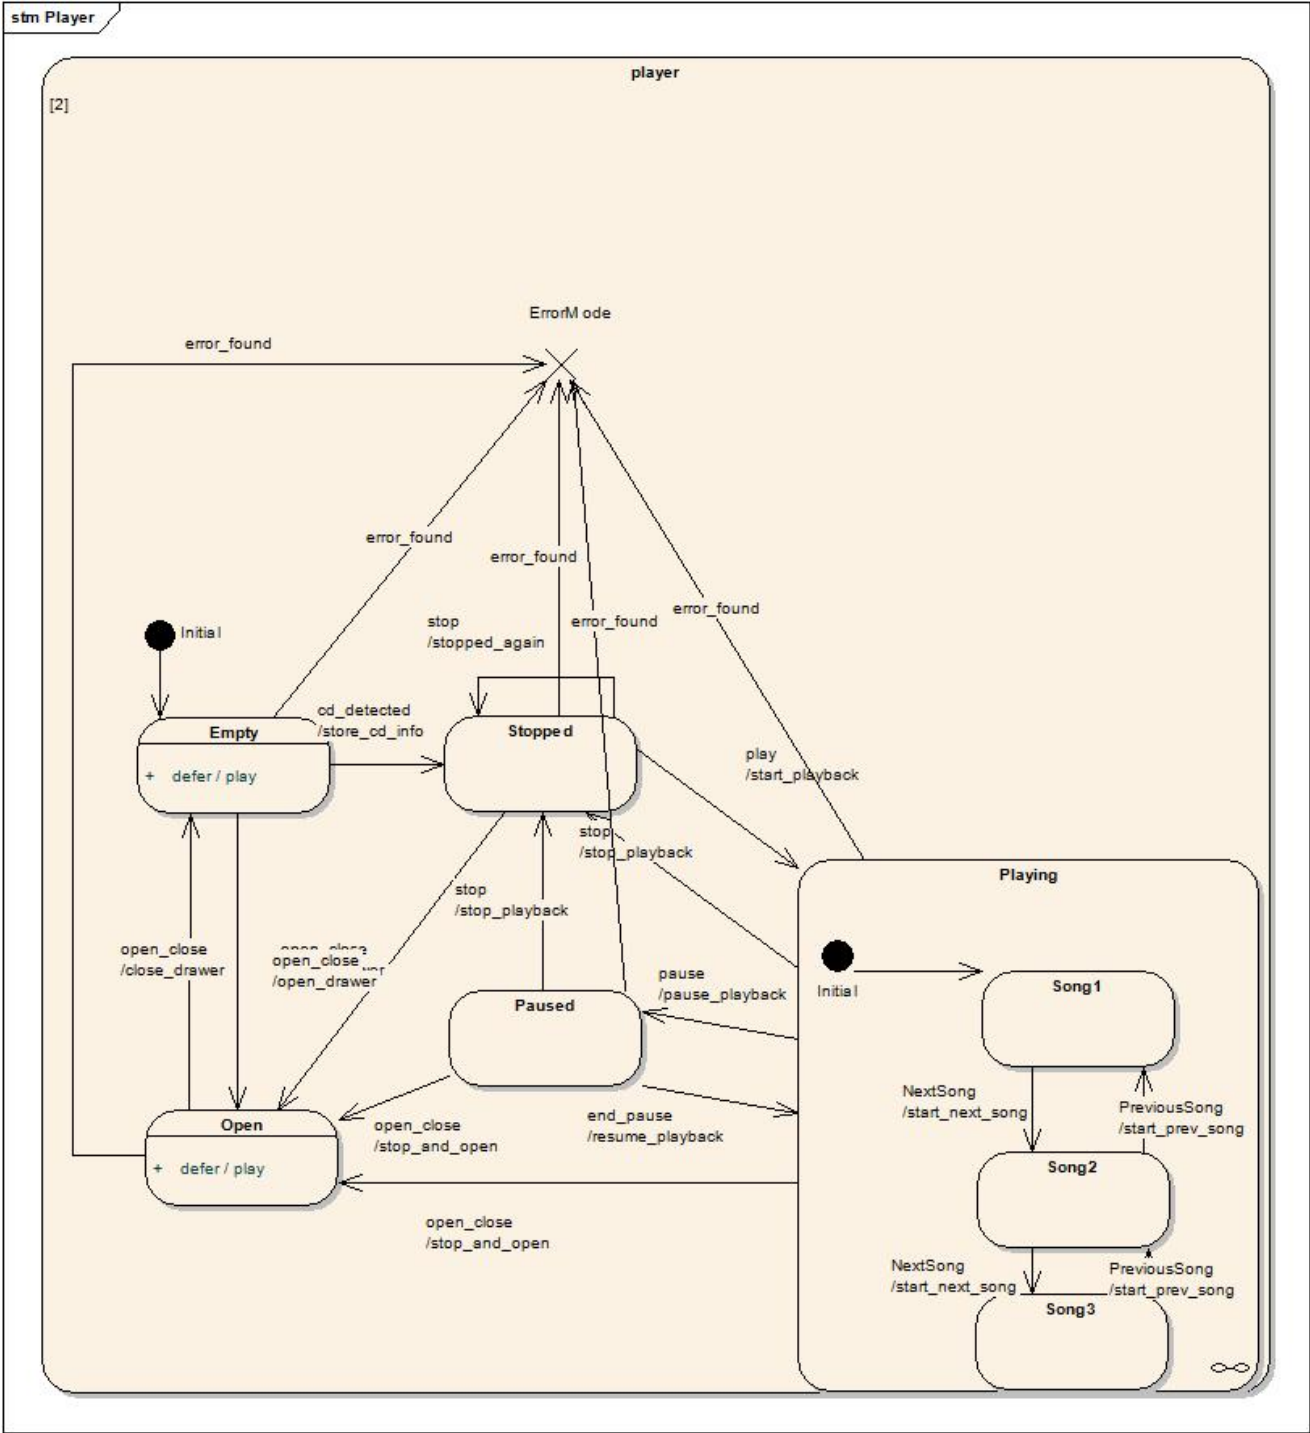 stm Player
player
[2]
ErrorM ode
error_found
error_found
error_found
error_found
error_found
Initial
stop
/stopped_again
cd_detected
/store_cd_info
Empty
+ defer / play
Stopped
play
/start_playback
stop
/stop_playback
stop
/stop_playback
Playing
open_close
/close_drawer
open_close
open_close
/open_drawer
pause
/pause_playback
Initial
Song1
Paused
NextSong
/start_next_song
PreviousSong
/start_prev_song
end_pause
/resume_playback
open_close
/stop_and_open
Open
+ defer / play
Song2
open_close
/stop_and_open
NextSong
/start_next_song
PreviousSong
/start_prev_song
Song3